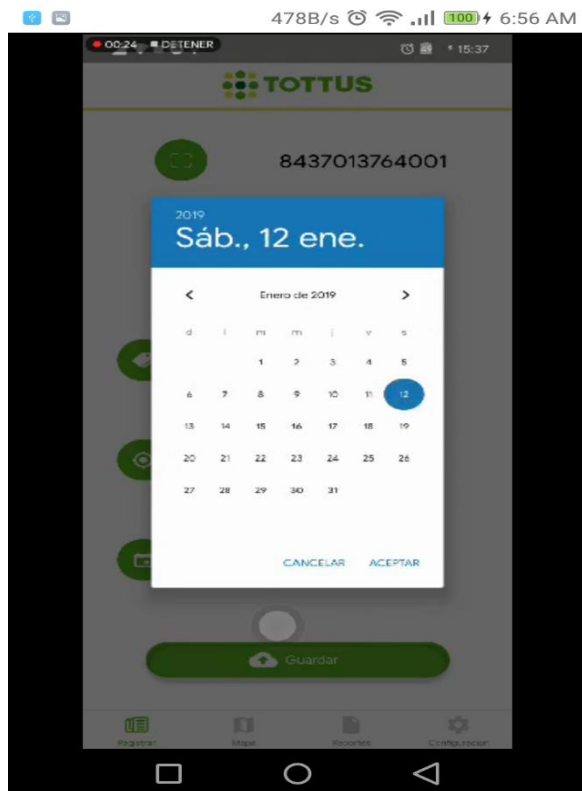 478B/s 100 6:56 AM
00:24 DETENER 15:37
TOTTUS
8437013764001
2019
Sáb., 12 ene.
Enero de 2019
d l m m j v s
1 2 3 4 5
6 7 8 9 10 11 12
13 14 15 16 17 18 19
20 21 22 23 24 25 26
27 28 29 30 31
CANCELAR ACEPTAR
Guardar
Registrar Mapa Reportes Configuracion